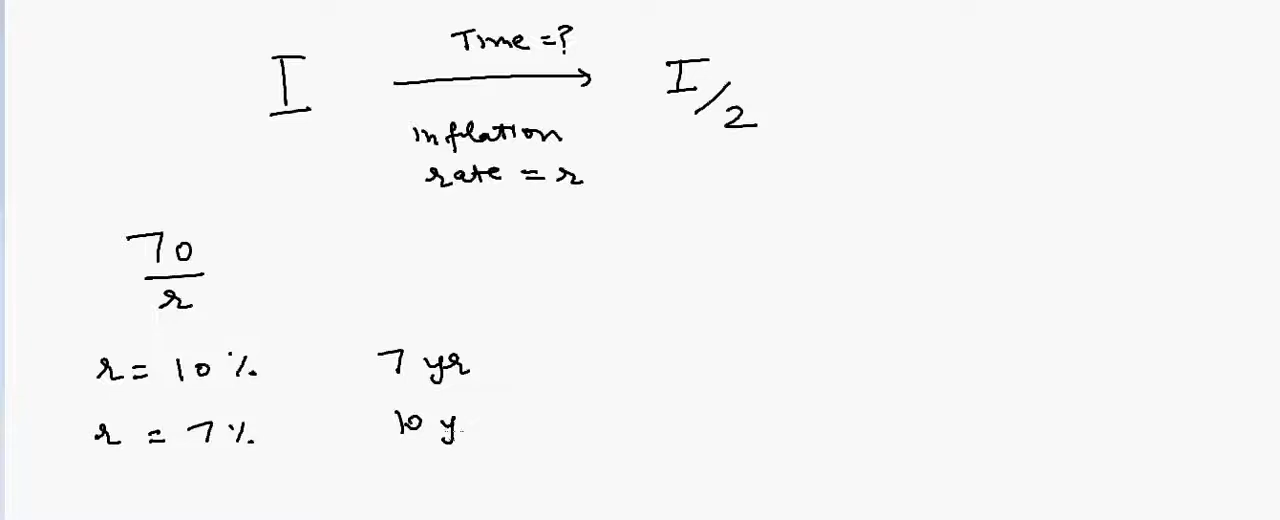 Time = ?
I → I/2
Inflation
rate = r
70
r
r = 10 % 7 yr
r = 7 % 10 y